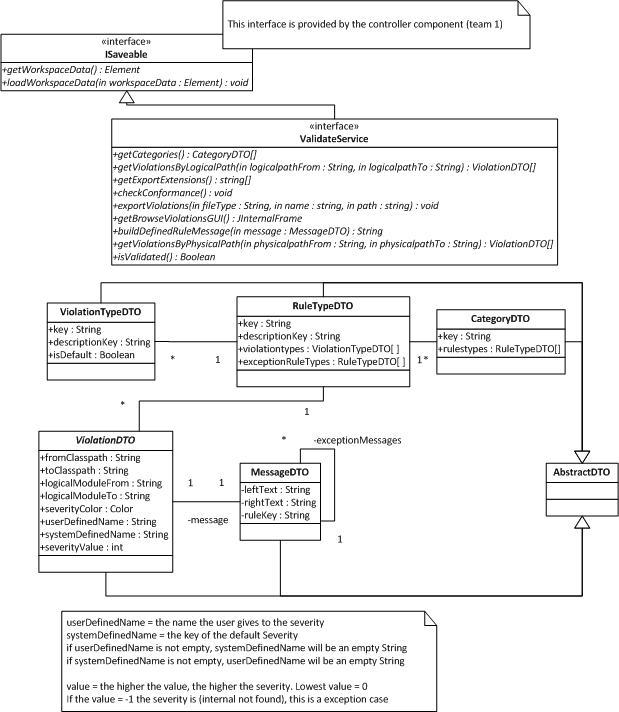 This interface is provided by the controller component (team 1)
«interface»
ISaveable
+getWorkspaceData() : Element
+loadWorkspaceData(in workspaceData : Element) : void
«interface»
ValidateService
+getCategories() : CategoryDTO[]
+getViolationsByLogicalPath(in logicalpathFrom : String, in logicalpathTo : String) : ViolationDTO[]
+getExportExtensions() : string[]
+checkConformance() : void
+exportViolations(in fileType : String, in name : string, in path : string) : void
+getBrowseViolationsGUI() : JInternalFrame
+buildDefinedRuleMessage(in message : MessageDTO) : String
+getViolationsByPhysicalPath(in physicalpathFrom : String, in physicalpathTo : String) : ViolationDTO[]
+isValidated() : Boolean
ViolationTypeDTO
+key : String
+descriptionKey : String
+isDefault : Boolean
* 1
RuleTypeDTO
+key : String
+descriptionKey : String
+violationtypes : ViolationTypeDTO[ ]
+exceptionRuleTypes : RuleTypeDTO[ ]
1 *
CategoryDTO
+key : String
+rulestypes : RuleTypeDTO[]
*
1
ViolationDTO
+fromClasspath : String
+toClasspath : String
+logicalModuleFrom : String
+logicalModuleTo : String
+severityColor : Color
+userDefinedName : String
+systemDefinedName : String
+severityValue : int
1 1
-message
* -exceptionMessages
MessageDTO
-leftText : String
-rightText : String
-ruleKey : String
1
AbstractDTO
userDefinedName = the name the user gives to the severity
systemDefinedName = the key of the default Severity
if userDefinedName is not empty, systemDefinedName will be an empty String
if systemDefinedName is not empty, userDefinedName wil be an empty String
value = the higher the value, the higher the severity. Lowest value = 0
If the value = -1 the severity is (internal not found), this is a exception case